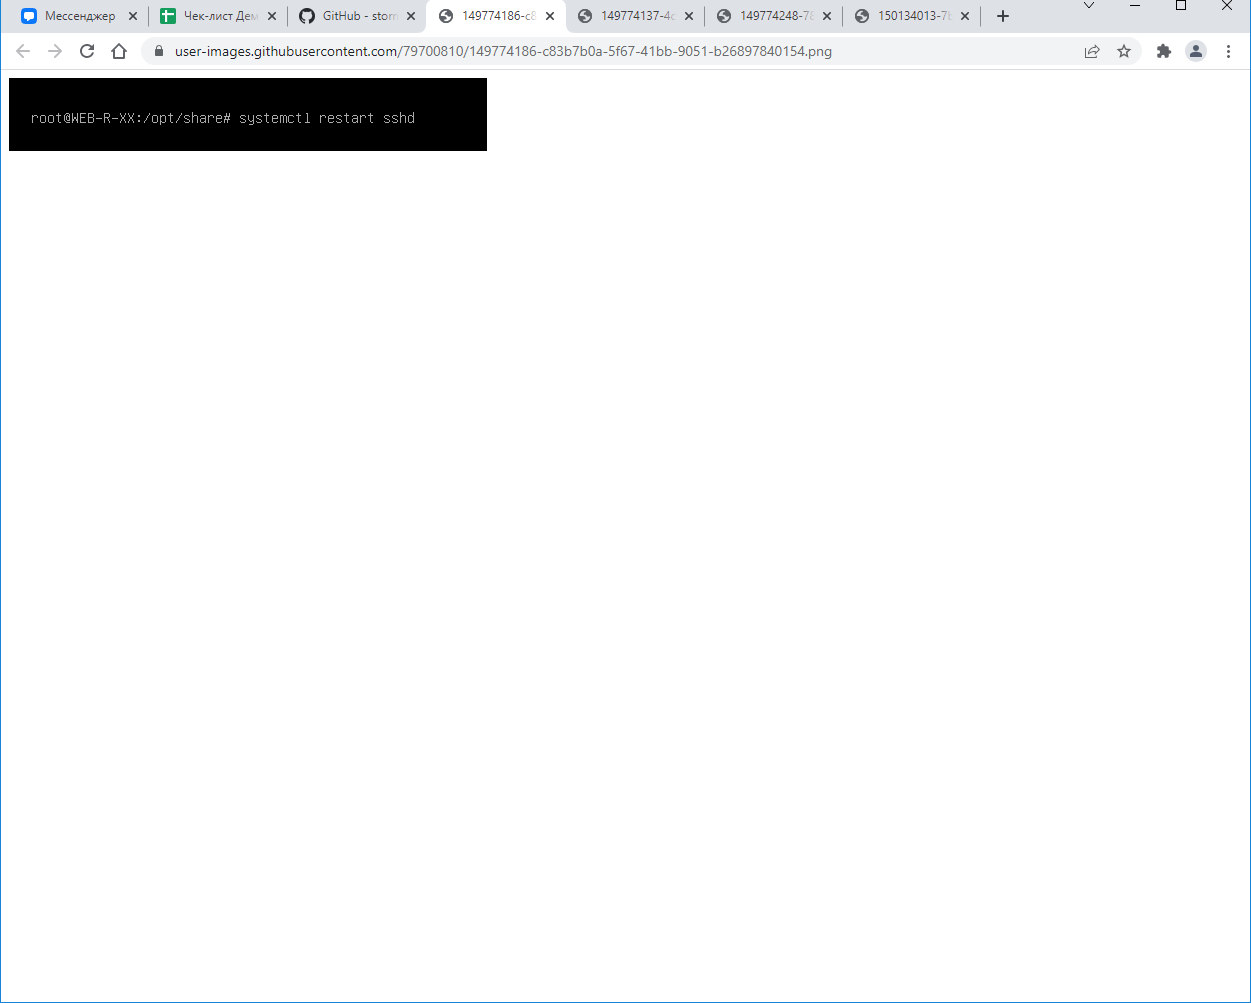 Мессенджер
Чек-лист Дем
GitHub - storm
149774186-c8
149774137-4c
149774248-78
150134013-7b
user-images.githubusercontent.com/79700810/149774186-c83b7b0a-5f67-41bb-9051-b26897840154.png
root@WEB-R-XX:/opt/share# systemctl restart sshd